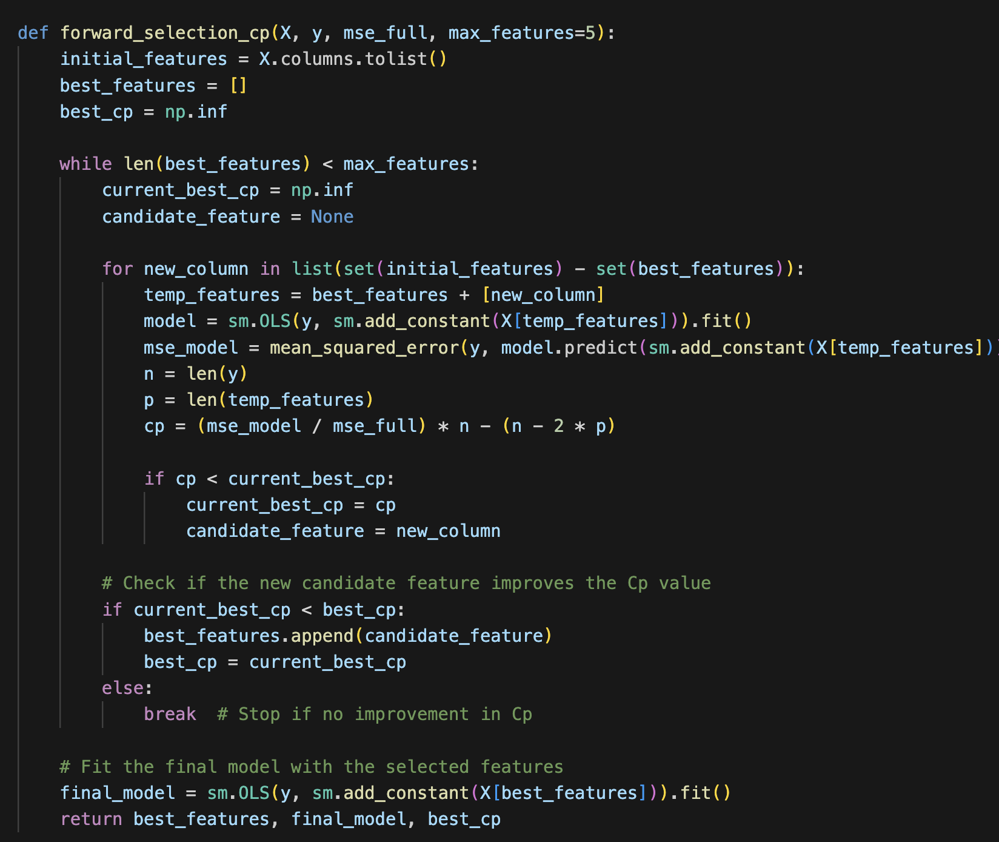 def forward_selection_cp(X, y, mse_full, max_features=5):
    initial_features = X.columns.tolist()
    best_features = []
    best_cp = np.inf

    while len(best_features) < max_features:
        current_best_cp = np.inf
        candidate_feature = None

        for new_column in list(set(initial_features) - set(best_features)):
            temp_features = best_features + [new_column]
            model = sm.OLS(y, sm.add_constant(X[temp_features])).fit()
            mse_model = mean_squared_error(y, model.predict(sm.add_constant(X[temp_features]))
            n = len(y)
            p = len(temp_features)
            cp = (mse_model / mse_full) * n - (n - 2 * p)

            if cp < current_best_cp:
                current_best_cp = cp
                candidate_feature = new_column

        # Check if the new candidate feature improves the Cp value
        if current_best_cp < best_cp:
            best_features.append(candidate_feature)
            best_cp = current_best_cp
        else:
            break  # Stop if no improvement in Cp

    # Fit the final model with the selected features
    final_model = sm.OLS(y, sm.add_constant(X[best_features])).fit()
    return best_features, final_model, best_cp